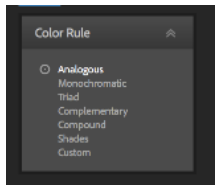 Color Rule
Analogous
Monochromatic
Triad
Complementary
Compound
Shades
Custom